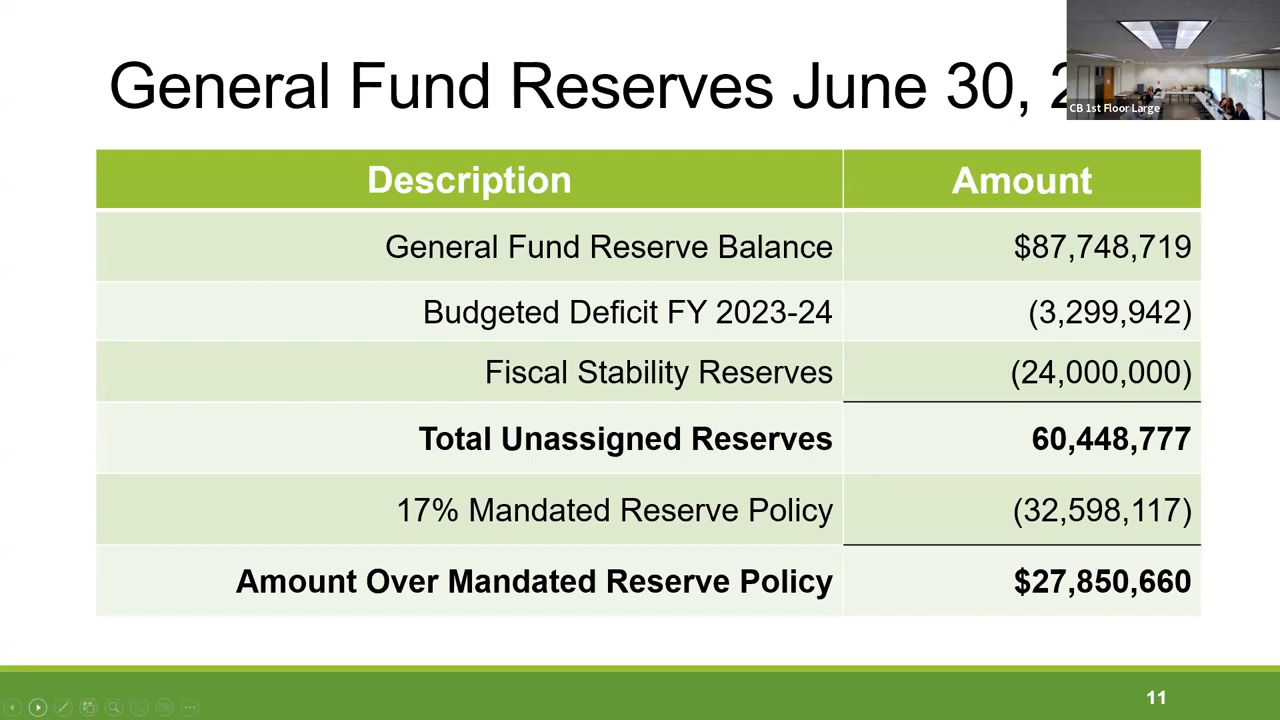 General Fund Reserves June 30, 2
CB 1st Floor Large
Description Amount
General Fund Reserve Balance $87,748,719
Budgeted Deficit FY 2023-24 (3,299,942)
Fiscal Stability Reserves (24,000,000)
Total Unassigned Reserves 60,448,777
17% Mandated Reserve Policy (32,598,117)
Amount Over Mandated Reserve Policy $27,850,660
11